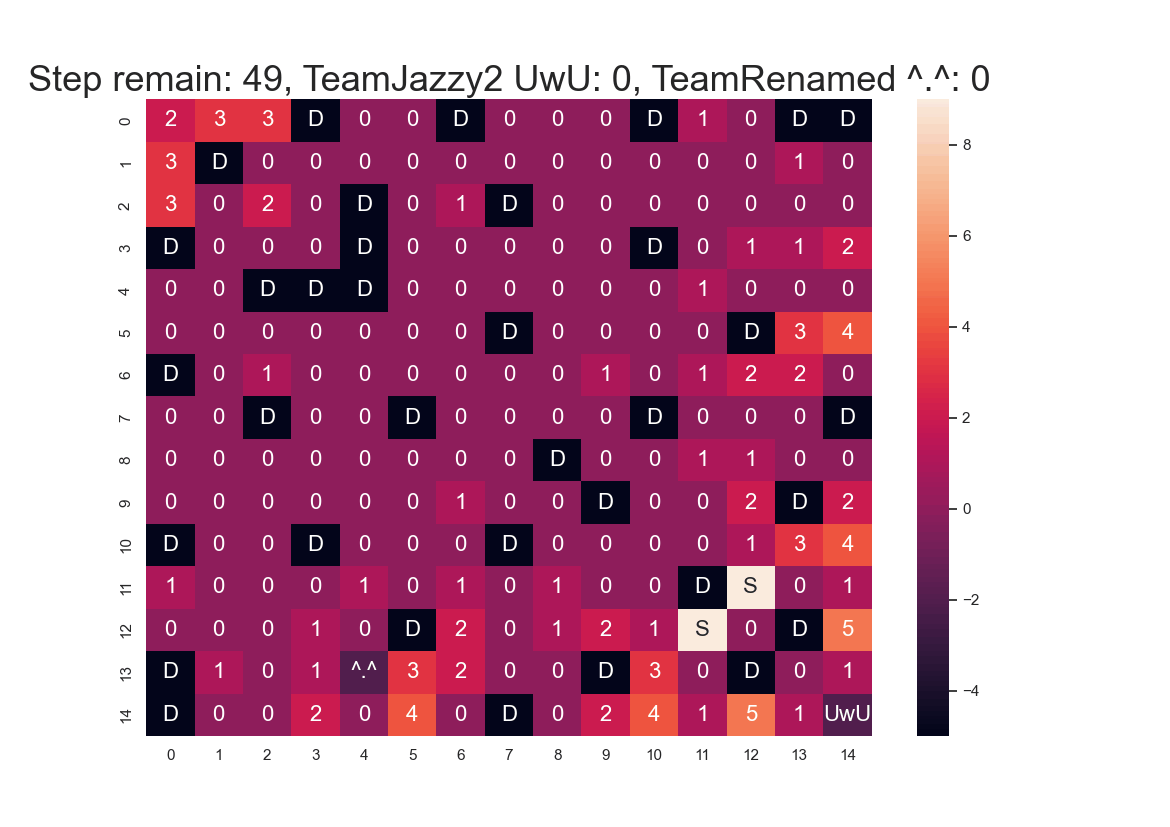 Step remain: 49, TeamJazzy2 UwU: 0, TeamRenamed ^.^: 0
0 2 3 3 D 0 0 D 0 0 0 D 1 0 D D
1 3 D 0 0 0 0 0 0 0 0 0 0 0 1 0
2 3 0 2 0 D 0 1 D 0 0 0 0 0 0 0
3 D 0 0 0 D 0 0 0 0 0 D 0 1 1 2
4 0 0 D D D 0 0 0 0 0 0 1 0 0 0
5 0 0 0 0 0 0 0 D 0 0 0 0 D 3 4
6 D 0 1 0 0 0 0 0 0 1 0 1 2 2 0
7 0 0 D 0 0 D 0 0 0 0 D 0 0 0 D
8 0 0 0 0 0 0 0 0 D 0 0 1 1 0 0
9 0 0 0 0 0 0 1 0 0 D 0 0 2 D 2
10 D 0 0 D 0 0 0 D 0 0 0 0 1 3 4
11 1 0 0 0 1 0 1 0 1 0 0 D S 0 1
12 0 0 0 1 0 D 2 0 1 2 1 S 0 D 5
13 D 1 0 1 ^.^ 3 2 0 0 D 3 0 D 0 1
14 D 0 0 2 0 4 0 D 0 2 4 1 5 1 UwU
0 1 2 3 4 5 6 7 8 9 10 11 12 13 14
8
6
4
2
0
−2
−4